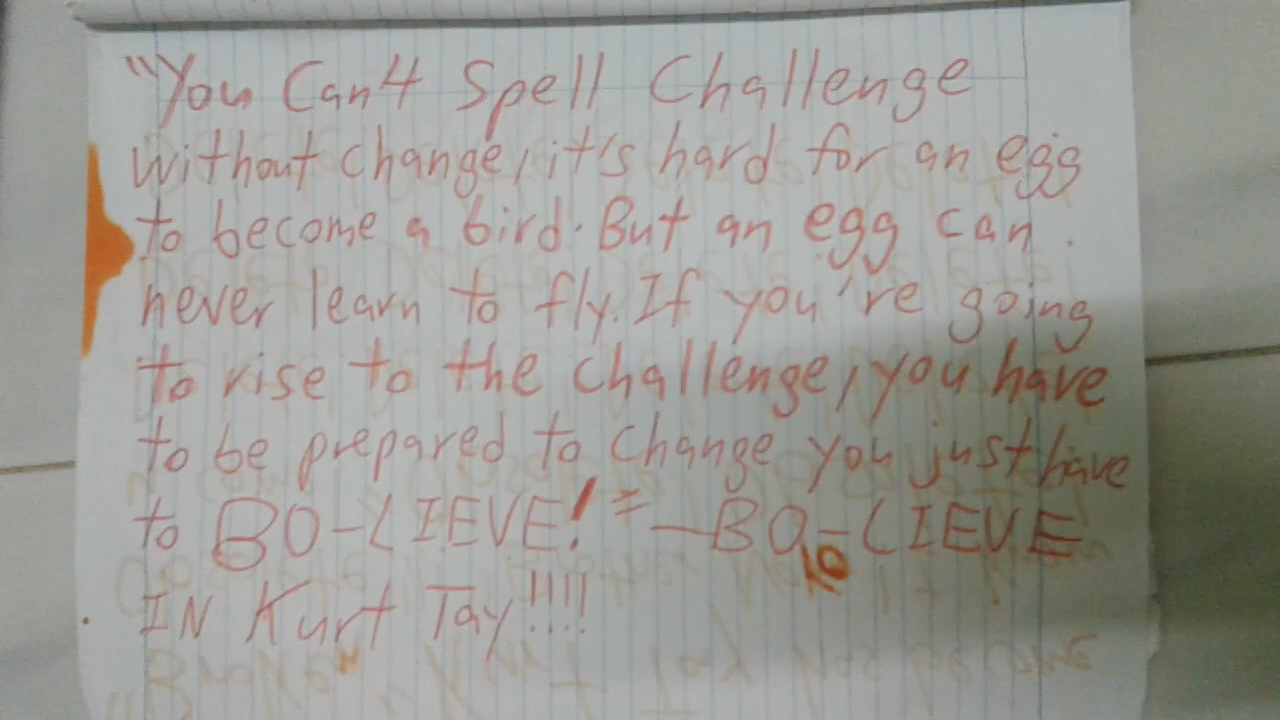 "You Can't Spell Challenge
without change, it's hard for an egg
to become a bird. But an egg can
never learn to fly. If you're going
to rise to the challenge, you have
to be prepared to change you just have
to BO-LIEVE!" -BO-LIEVE
IN Kurt Tay!!!!